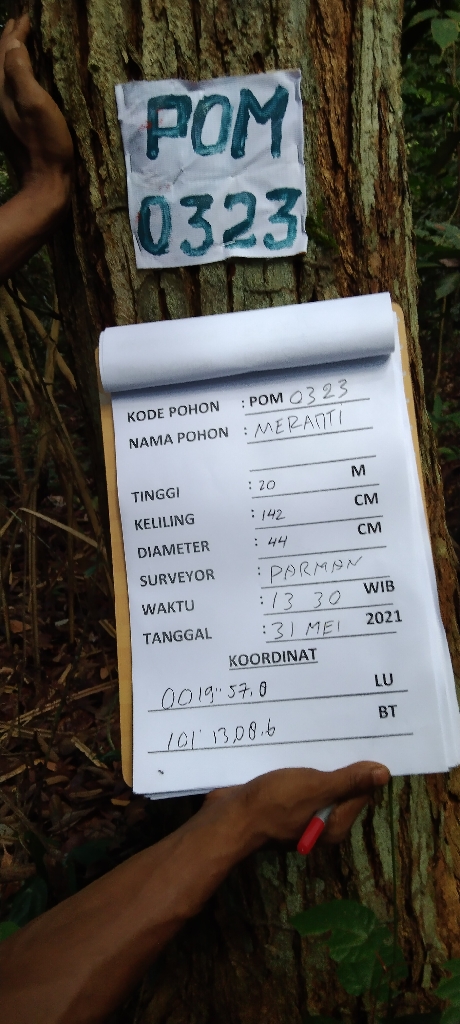 POM
0323
KODE POHON : POM 0323
NAMA POHON : MERANTI
TINGGI : 20 M
KELILING : 142 CM
DIAMETER : 44 CM
SURVEYOR : PARMAN
WAKTU : 13 30 WIB
TANGGAL : 31 MEI 2021
KOORDINAT
0019'' 57.0 LU
101' 13,08.6 BT